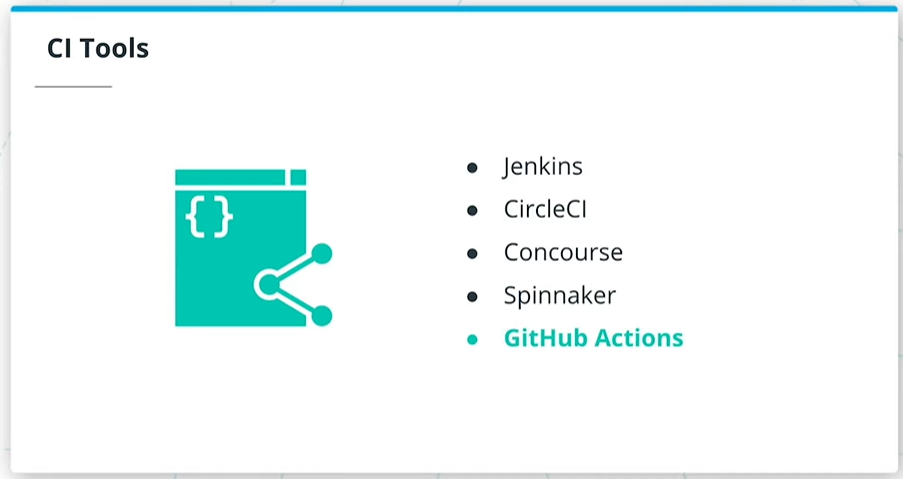 CI Tools
{}
● Jenkins
● CircleCI
● Concourse
● Spinnaker
● GitHub Actions